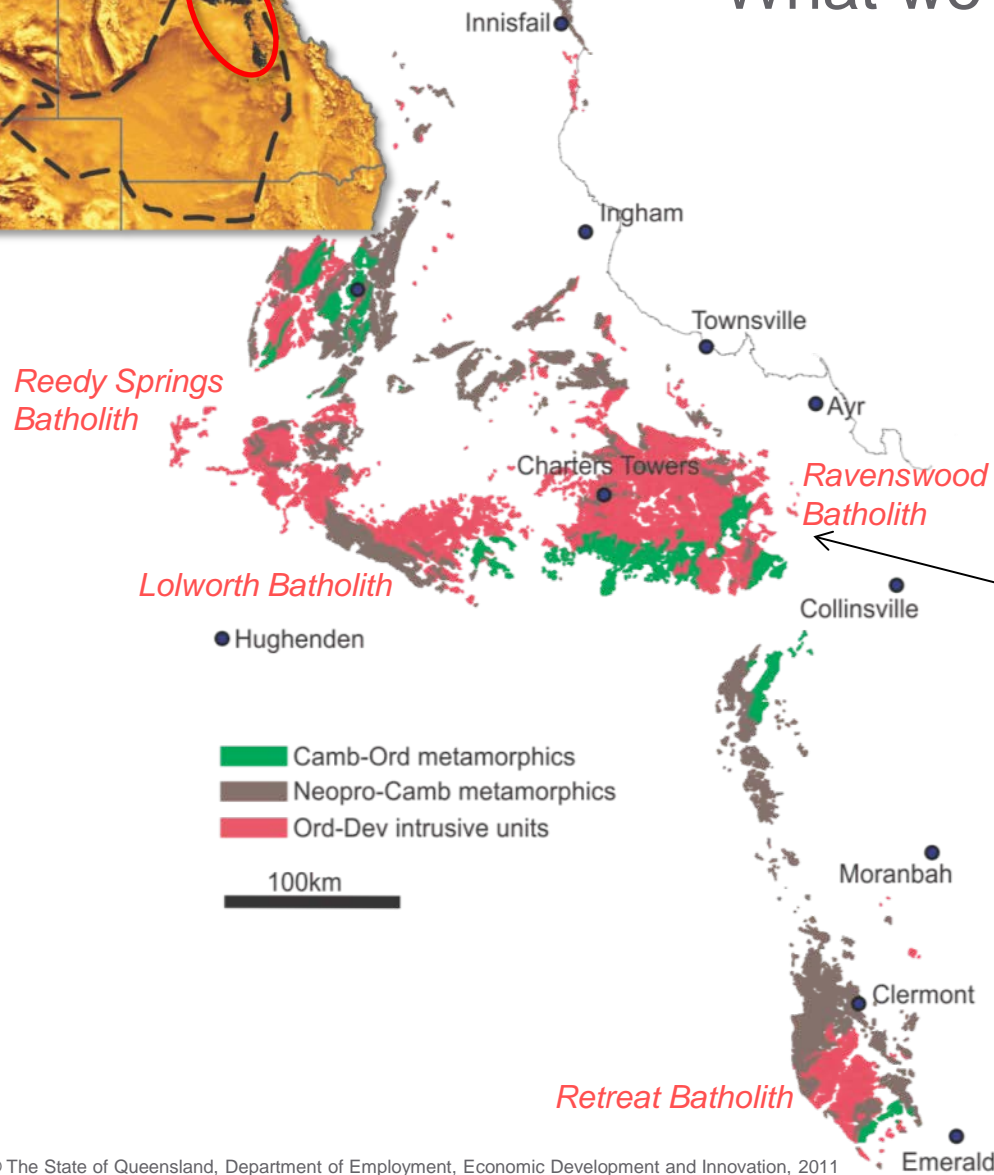 What we
Innisfail
Ingham
Townsville
Reedy Springs
Batholith
Ayr
Charters Towers
Ravenswood
Batholith
Lolworth Batholith
Collinsville
Hughenden
Camb-Ord metamorphics
Neopro-Camb metamorphics
Ord-Dev intrusive units
100km
Moranbah
Clermont
Retreat Batholith
Emerald
© The State of Queensland, Department of Employment, Economic Development and Innovation, 2011